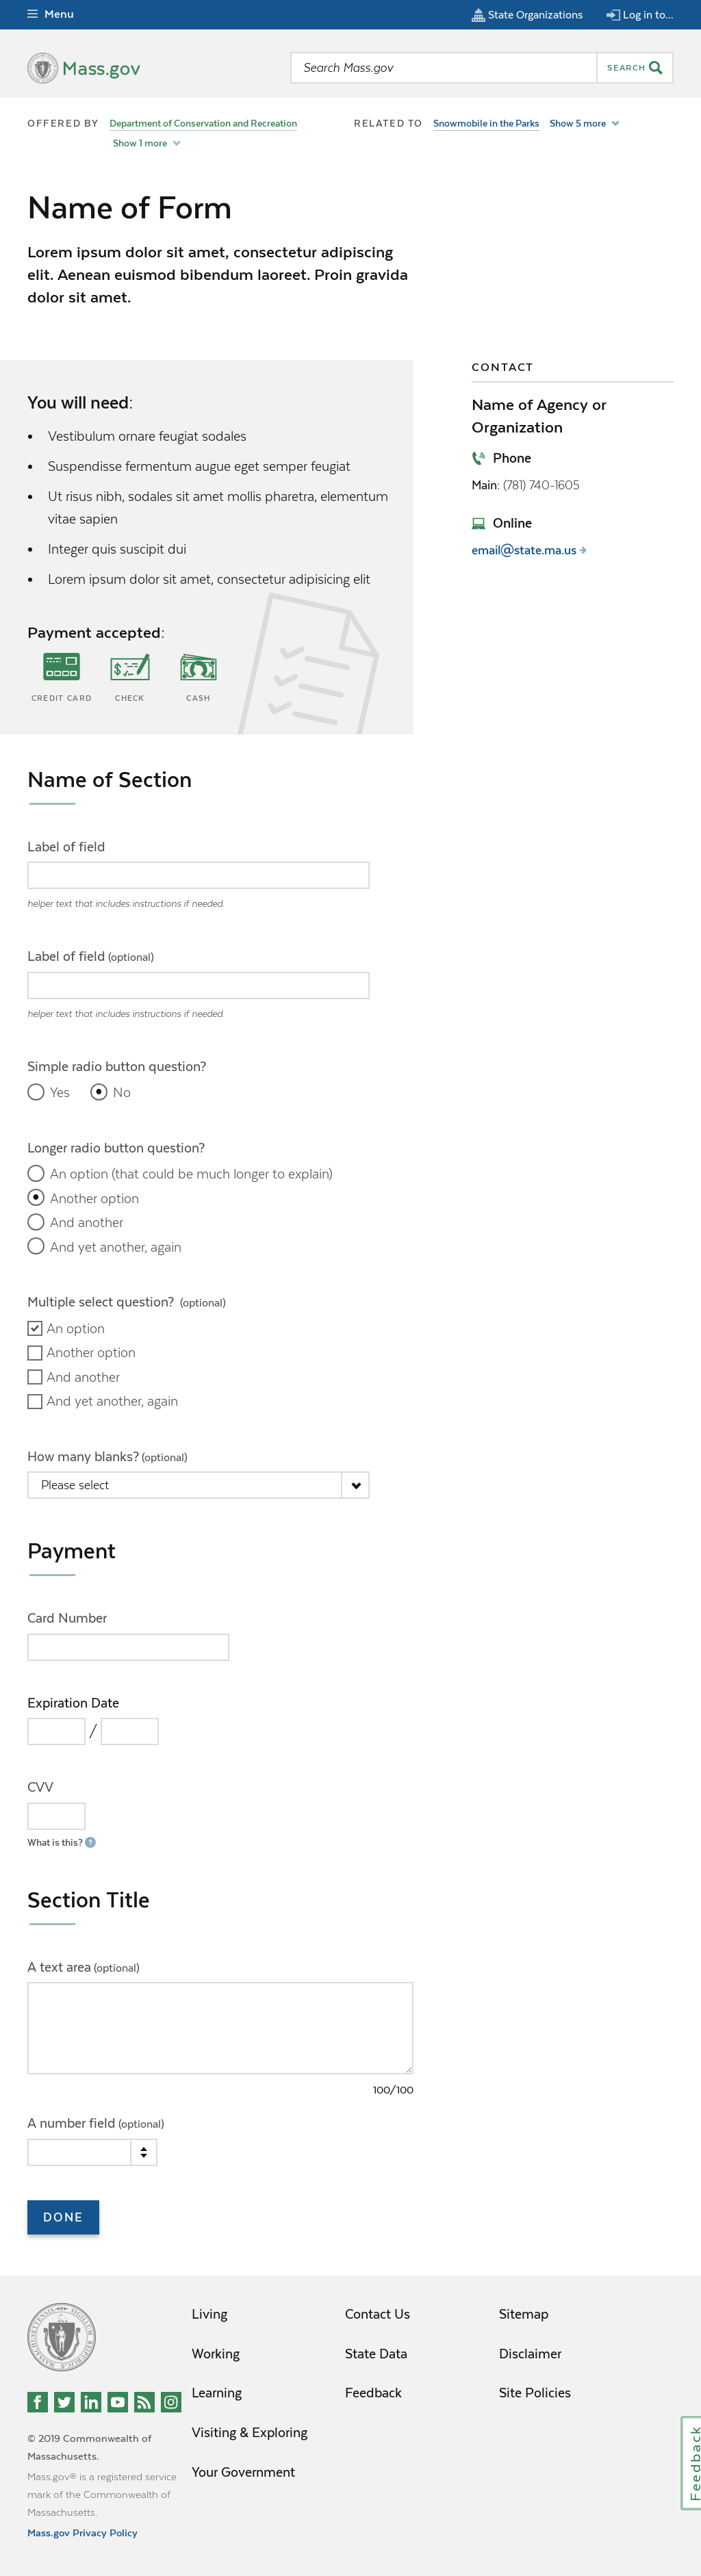 Menu
State Organizations
Log in to...
Mass.gov
Search Mass.gov
SEARCH
OFFERED BY
Department of Conservation and Recreation
Show 1 more
RELATED TO
Snowmobile in the Parks
Show 5 more
Name of Form
Lorem ipsum dolor sit amet, consectetur adipiscing
elit. Aenean euismod bibendum laoreet. Proin gravida
dolor sit amet.
You will need:
Vestibulum ornare feugiat sodales
Suspendisse fermentum augue eget semper feugiat
Ut risus nibh, sodales sit amet mollis pharetra, elementum
vitae sapien
Integer quis suscipit dui
Lorem ipsum dolor sit amet, consectetur adipisicing elit
Payment accepted:
CREDIT CARD
CHECK
CASH
CONTACT
Name of Agency or
Organization
Phone
Main: (781) 740-1605
Online
email@state.ma.us
Name of Section
Label of field
helper text that includes instructions if needed.
Label of field (optional)
helper text that includes instructions if needed.
Simple radio button question?
Yes
No
Longer radio button question?
An option (that could be much longer to explain)
Another option
And another
And yet another, again
Multiple select question? (optional)
An option
Another option
And another
And yet another, again
How many blanks? (optional)
Please select
Payment
Card Number
Expiration Date
/
CVV
What is this? ?
Section Title
A text area (optional)
100/100
A number field (optional)
DONE
Living
Working
Learning
Visiting & Exploring
Your Government
Contact Us
State Data
Feedback
Sitemap
Disclaimer
Site Policies
© 2019 Commonwealth of
Massachusetts.
Mass.gov® is a registered service
mark of the Commonwealth of
Massachusetts.
Mass.gov Privacy Policy
Feedback